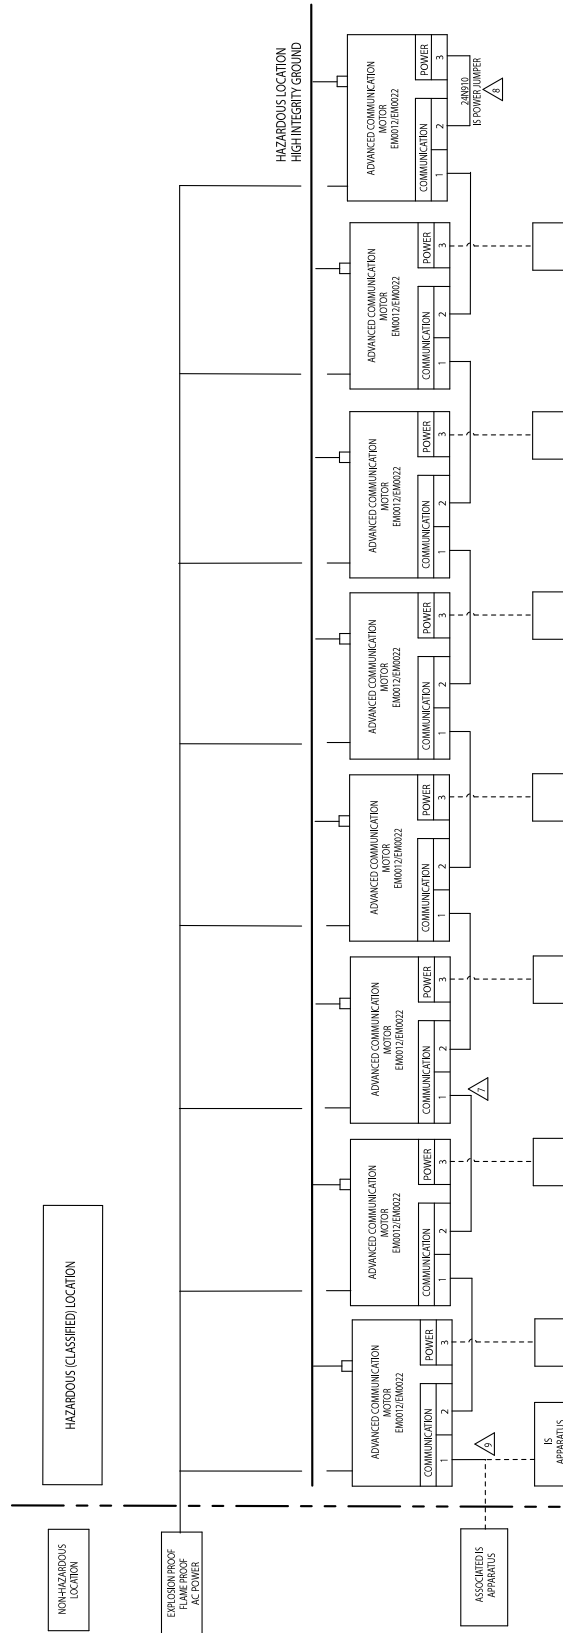 NON-HAZARDOUS
LOCATION
HAZARDOUS (CLASSIFIED) LOCATION
EXPLOSION PROOF
FLAME PROOF
AC POWER
HAZARDOUS LOCATION
HIGH INTEGRITY GROUND
ADVANCED COMMUNICATION
MOTOR
EM0012/EM0022
COMMUNICATION
POWER
1
2
3
ADVANCED COMMUNICATION
MOTOR
EM0012/EM0022
COMMUNICATION
POWER
1
2
3
ADVANCED COMMUNICATION
MOTOR
EM0012/EM0022
COMMUNICATION
POWER
1
2
3
ADVANCED COMMUNICATION
MOTOR
EM0012/EM0022
COMMUNICATION
POWER
1
2
3
ADVANCED COMMUNICATION
MOTOR
EM0012/EM0022
COMMUNICATION
POWER
1
2
3
ADVANCED COMMUNICATION
MOTOR
EM0012/EM0022
COMMUNICATION
POWER
1
2
3
ADVANCED COMMUNICATION
MOTOR
EM0012/EM0022
COMMUNICATION
POWER
1
2
3
ADVANCED COMMUNICATION
MOTOR
EM0012/EM0022
COMMUNICATION
POWER
1
2
3
24N910
IS POWER JUMPER
8
7
9
ASSOCIATED IS
APPARATUS
IS
APPARATUS